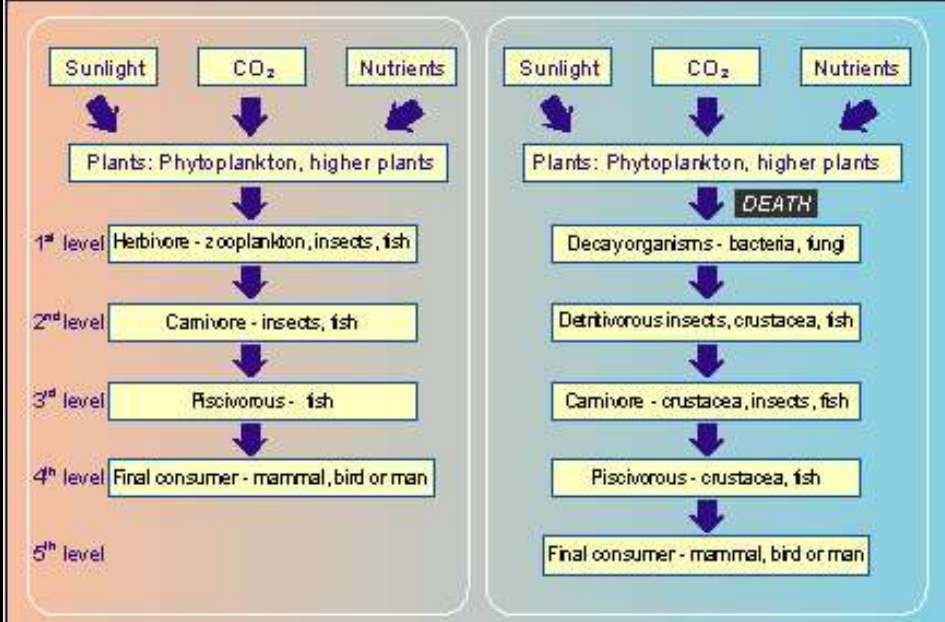 Sunlight
CO₂
Nutrients
Plants: Phytoplankton, higher plants
1st level
Herbivore - zooplankton, insects, fish
2nd level
Carnivore - insects, fish
3rd level
Piscivorous - fish
4th level
Final consumer - mammal, bird or man
5th level
Sunlight
CO₂
Nutrients
Plants: Phytoplankton, higher plants
DEATH
Decay organisms - bacteria, fungi
Detritivorous insects, crustacea, fish
Carnivore - crustacea, insects, fish
Piscivorous - crustacea, fish
Final consumer - mammal, bird or man